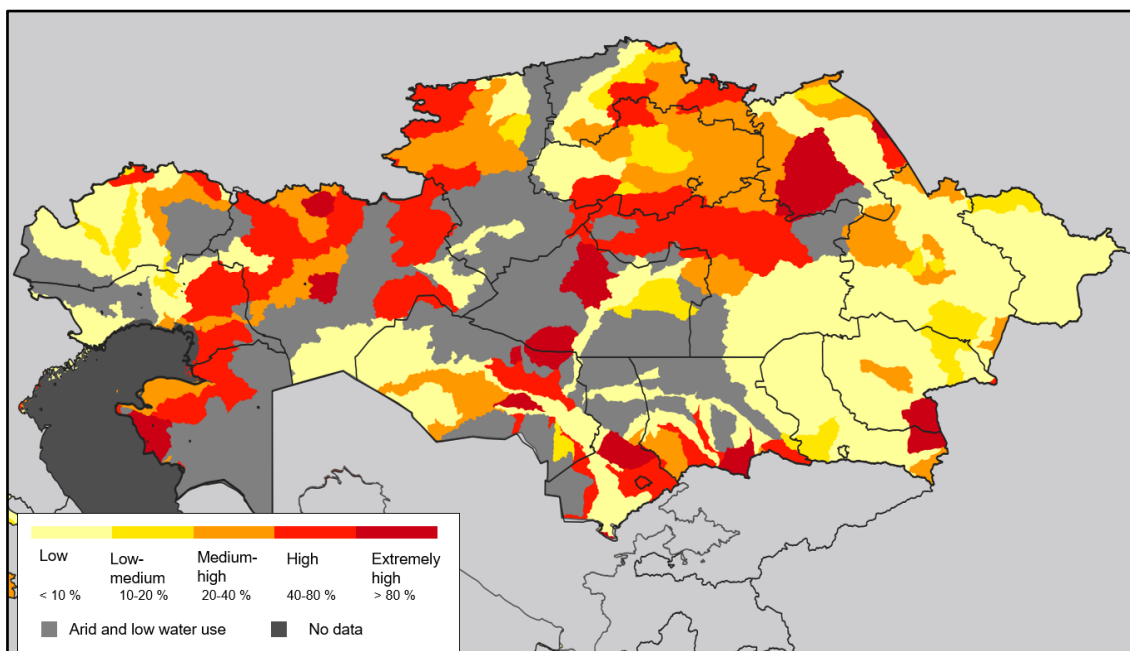 Low
Low-
medium
Medium-
high
High
Extremely
high
< 10 %
10-20 %
20-40 %
40-80 %
> 80 %
Arid and low water use
No data